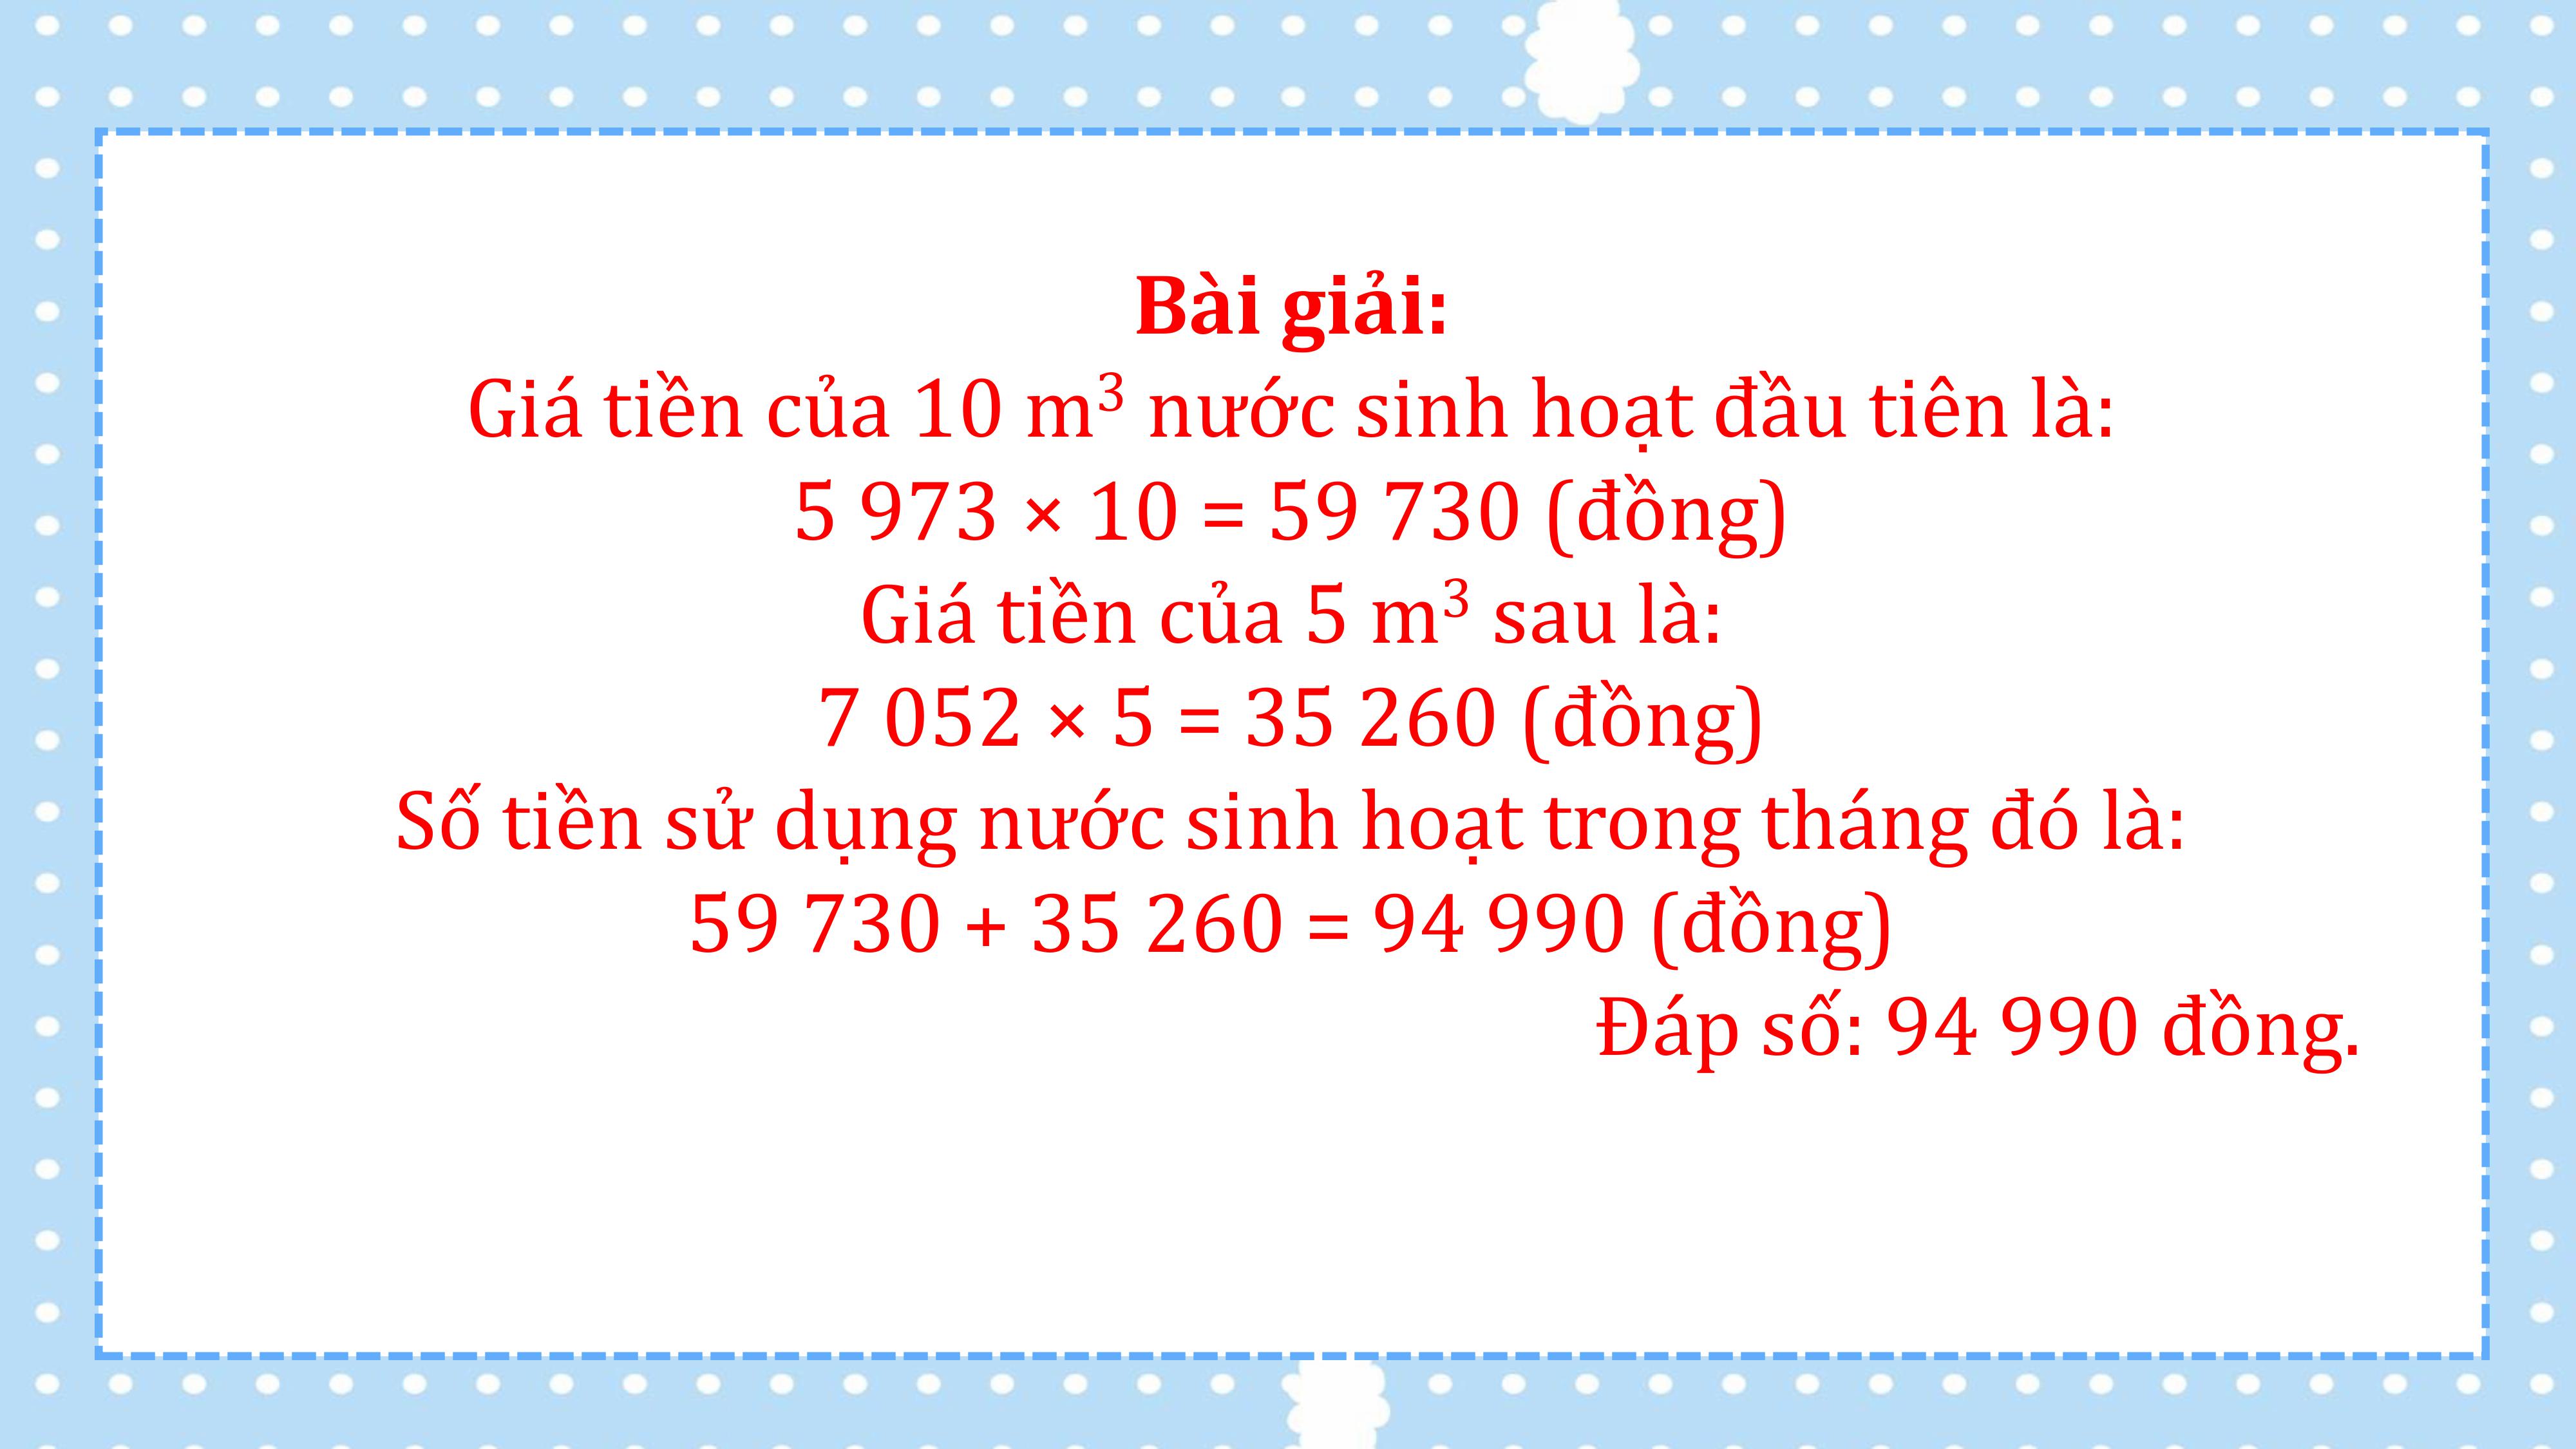 Bài giải:
Giá tiền của 10 m³ nước sinh hoạt đầu tiên là:
5 973 × 10 = 59 730 (đồng)
Giá tiền của 5 m³ sau là:
7 052 × 5 = 35 260 (đồng)
Số tiền sử dụng nước sinh hoạt trong tháng đó là:
59 730 + 35 260 = 94 990 (đồng)
Đáp số: 94 990 đồng.